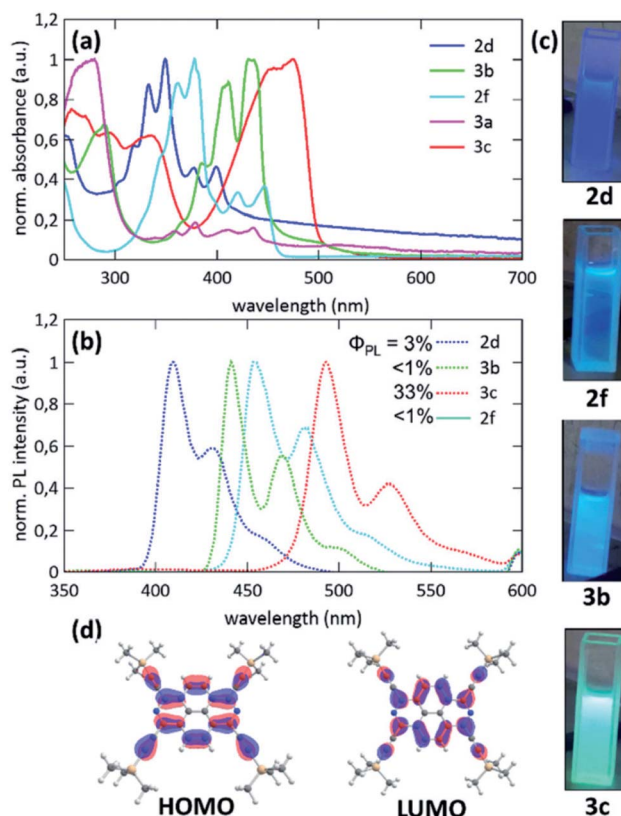 (a)
norm. absorbance (a.u.)
1,2
1
0,8
0,6
0,4
0,2
0
300 400 500 600 700
wavelength (nm)
2d
3b
2f
3a
3c
(b)
norm. PL intensity (a.u.)
1,2
1
0,8
0,6
0,4
0,2
0
350 400 450 500 550 600
wavelength (nm)
ΦPL = 3% 2d
<1% 3b
33% 3c
<1% 2f
(c)
2d
2f
3b
3c
(d)
HOMO LUMO